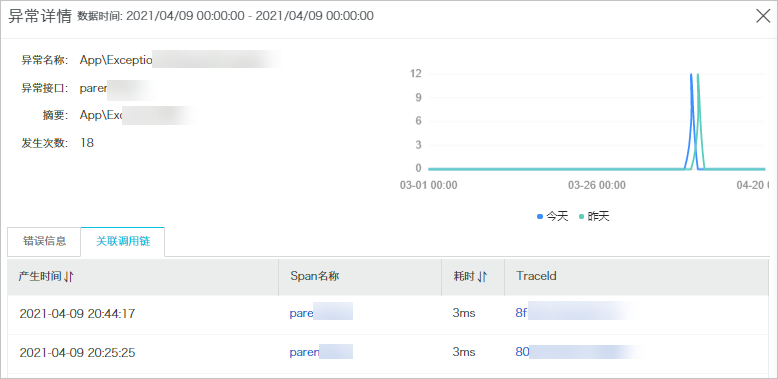 异常详情 数据时间: 2021/04/09 00:00:00 - 2021/04/09 00:00:00
异常名称: App\Exceptio
异常接口: paren
摘要: App\Exc
发生次数: 18
12
9
6
3
0
03-01 00:00 03-26 00:00 04-20 0
今天 昨天
错误信息 关联调用链
产生时间 Span名称 耗时 TraceId
2021-04-09 20:44:17 pare 3ms 8f
2021-04-09 20:25:25 paren 3ms 80